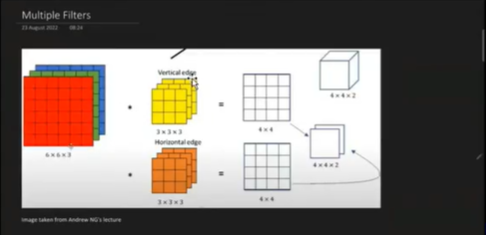 Multiple Filters
23 August 2022 08:24
Vertical edge
3 x 3 x 3
=
4 x 4
4 x 4 x 2
6 x 6 x 3
Horizontal edge
3 x 3 x 3
=
4 x 4
4 x 4 x 2
Image taken from Andrew NG's lecture